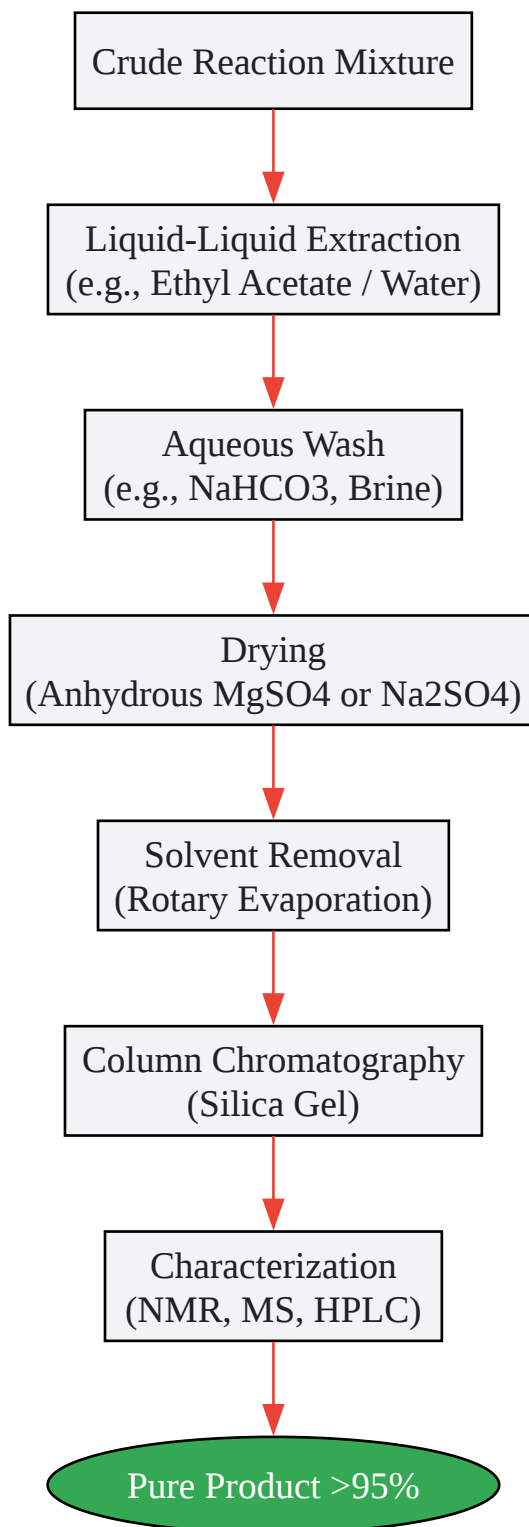 Crude Reaction Mixture
Liquid-Liquid Extraction
(e.g., Ethyl Acetate / Water)
Aqueous Wash
(e.g., NaHCO3, Brine)
Drying
(Anhydrous MgSO4 or Na2SO4)
Solvent Removal
(Rotary Evaporation)
Column Chromatography
(Silica Gel)
Characterization
(NMR, MS, HPLC)
Pure Product >95%